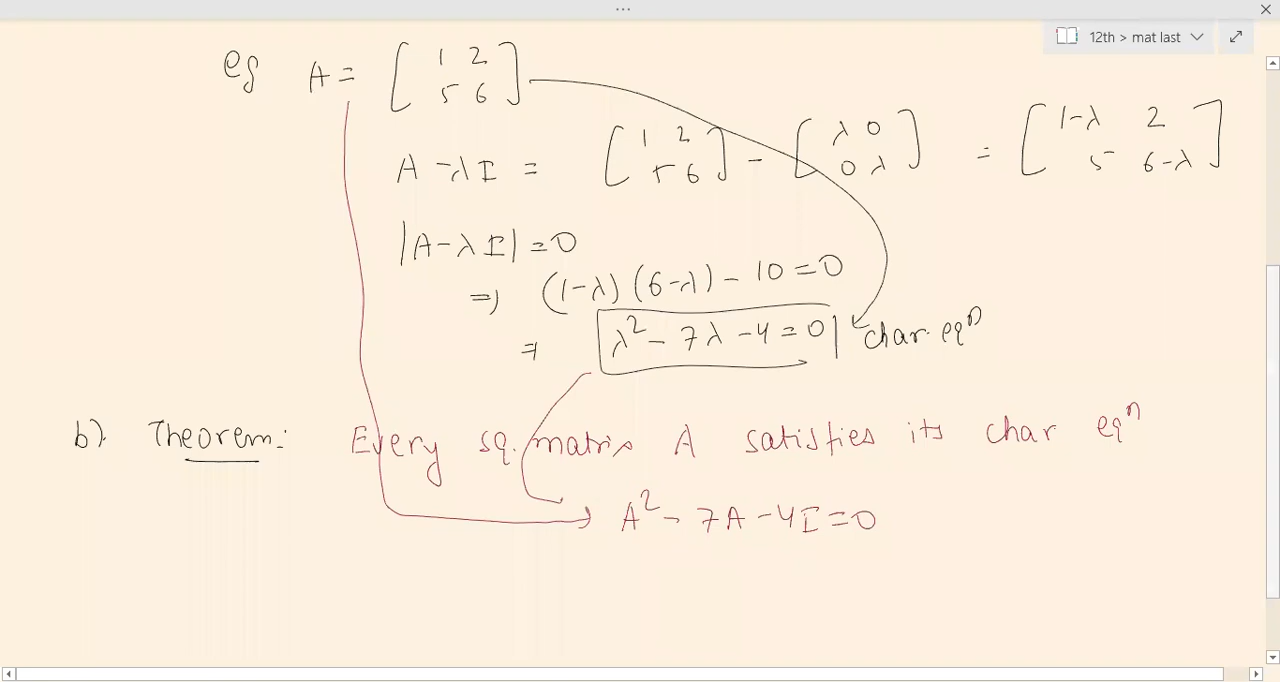 ...
12th > mat last
eg A = [ 1 2 5 6 ]
A - λI = [ 1 2 5 6 ] - [ λ 0 0 λ ] = [ 1-λ 2 5 6-λ ]
|A-λI| = 0
⇒ (1-λ) (6-λ) - 10 = 0
⇒ λ² - 7λ - 4 = 0 char. eqⁿ
b). Theorem:- Every sq. matrix A satisfies its char eqⁿ
A² - 7A - 4I = 0